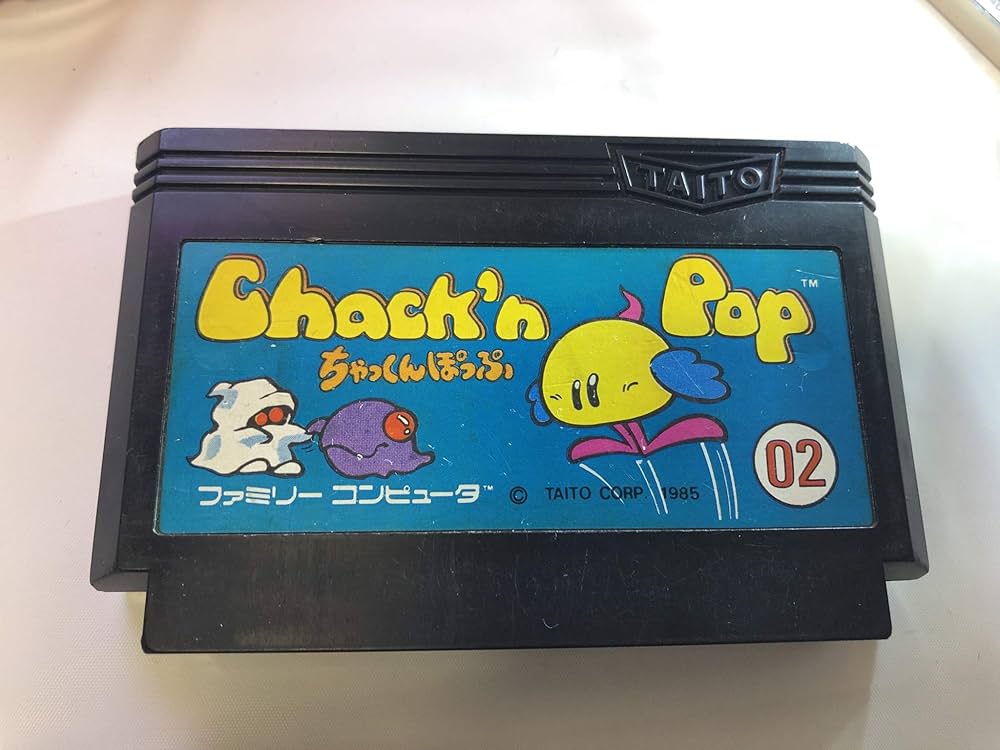 TAITO
Chack'n Pop™
ちゃっくんぽっぷ
02
ファミリー コンピュータ™ © TAITO CORP. 1985